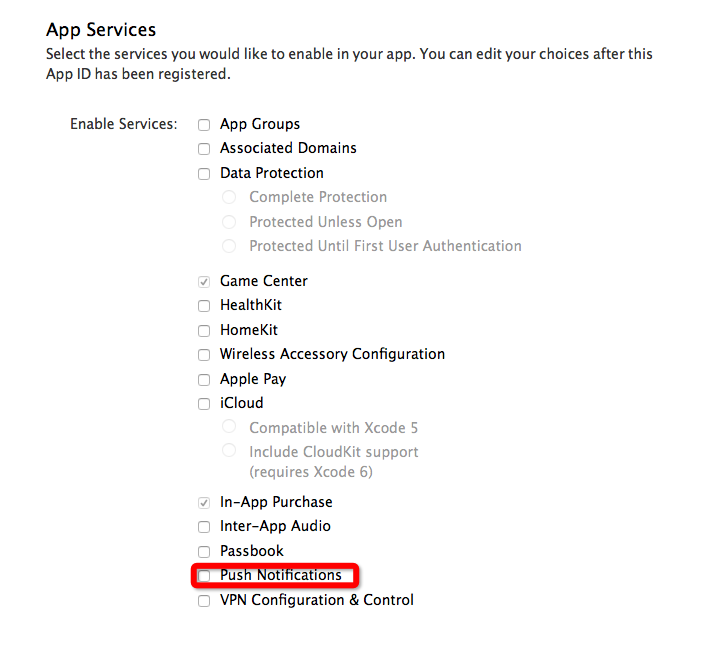 App Services
Select the services you would like to enable in your app. You can edit your choices after this
App ID has been registered.
Enable Services:
App Groups
Associated Domains
Data Protection
Complete Protection
Protected Unless Open
Protected Until First User Authentication
Game Center
HealthKit
HomeKit
Wireless Accessory Configuration
Apple Pay
iCloud
Compatible with Xcode 5
Include CloudKit support
(requires Xcode 6)
In-App Purchase
Inter-App Audio
Passbook
Push Notifications
VPN Configuration & Control